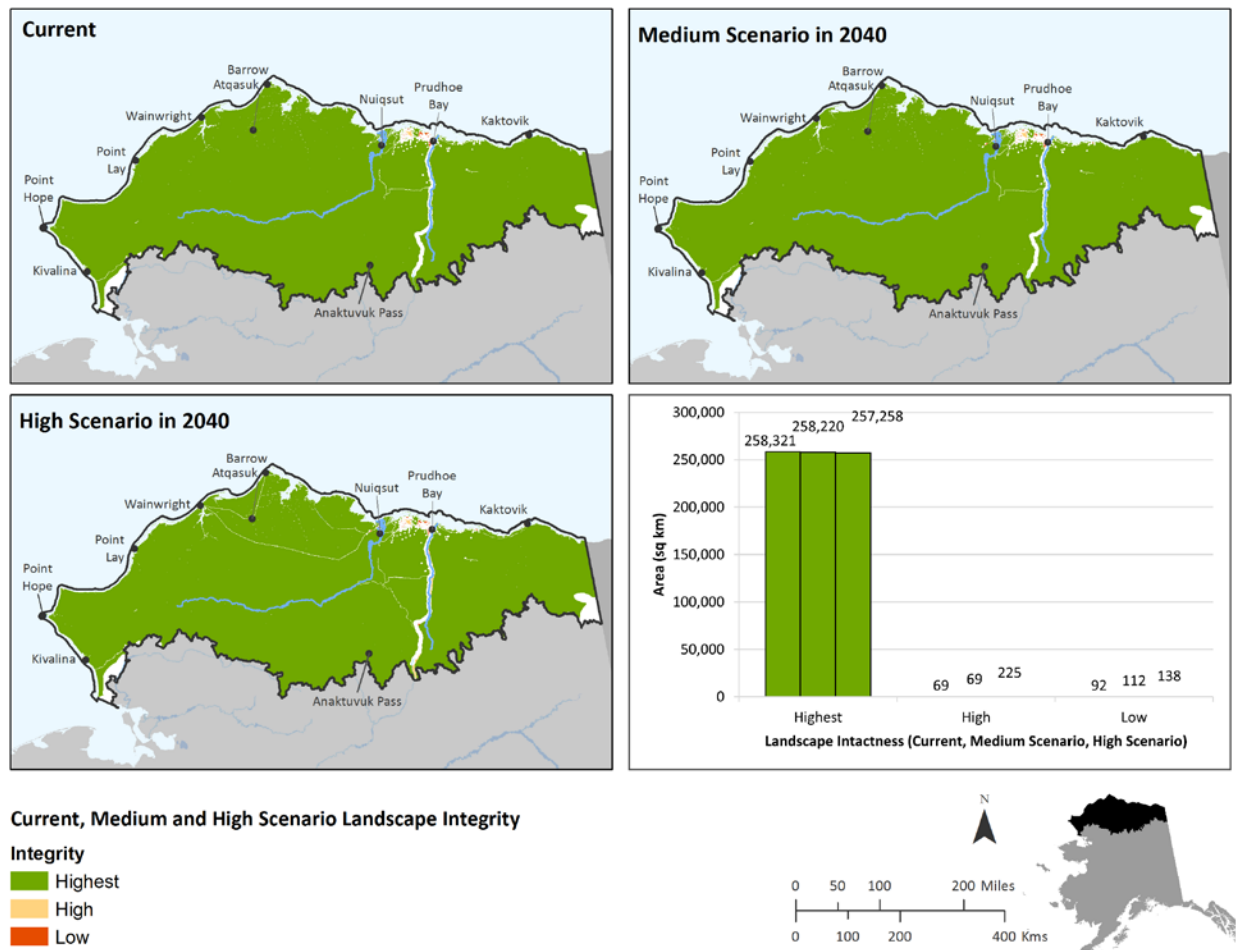 Current
Barrow
Atqasuk
Wainwright
Nuiqsut
Prudhoe
Bay
Kaktovik
Point
Lay
Point
Hope
Kivalina
Anaktuvuk Pass
Medium Scenario in 2040
Barrow
Atqasuk
Wainwright
Nuiqsut
Prudhoe
Bay
Kaktovik
Point
Lay
Point
Hope
Kivalina
Anaktuvuk Pass
High Scenario in 2040
Barrow
Atqasuk
Wainwright
Nuiqsut
Prudhoe
Bay
Kaktovik
Point
Lay
Point
Hope
Kivalina
Anaktuvuk Pass
Area (sq km)
300,000
250,000
200,000
150,000
100,000
50,000
0
258,321
258,220
257,258
69
69
225
92
112
138
Highest
High
Low
Landscape Intactness (Current, Medium Scenario, High Scenario)
Current, Medium and High Scenario Landscape Integrity
Integrity
Highest
High
Low
N
0 50 100 200 Miles
0 100 200 400 Kms